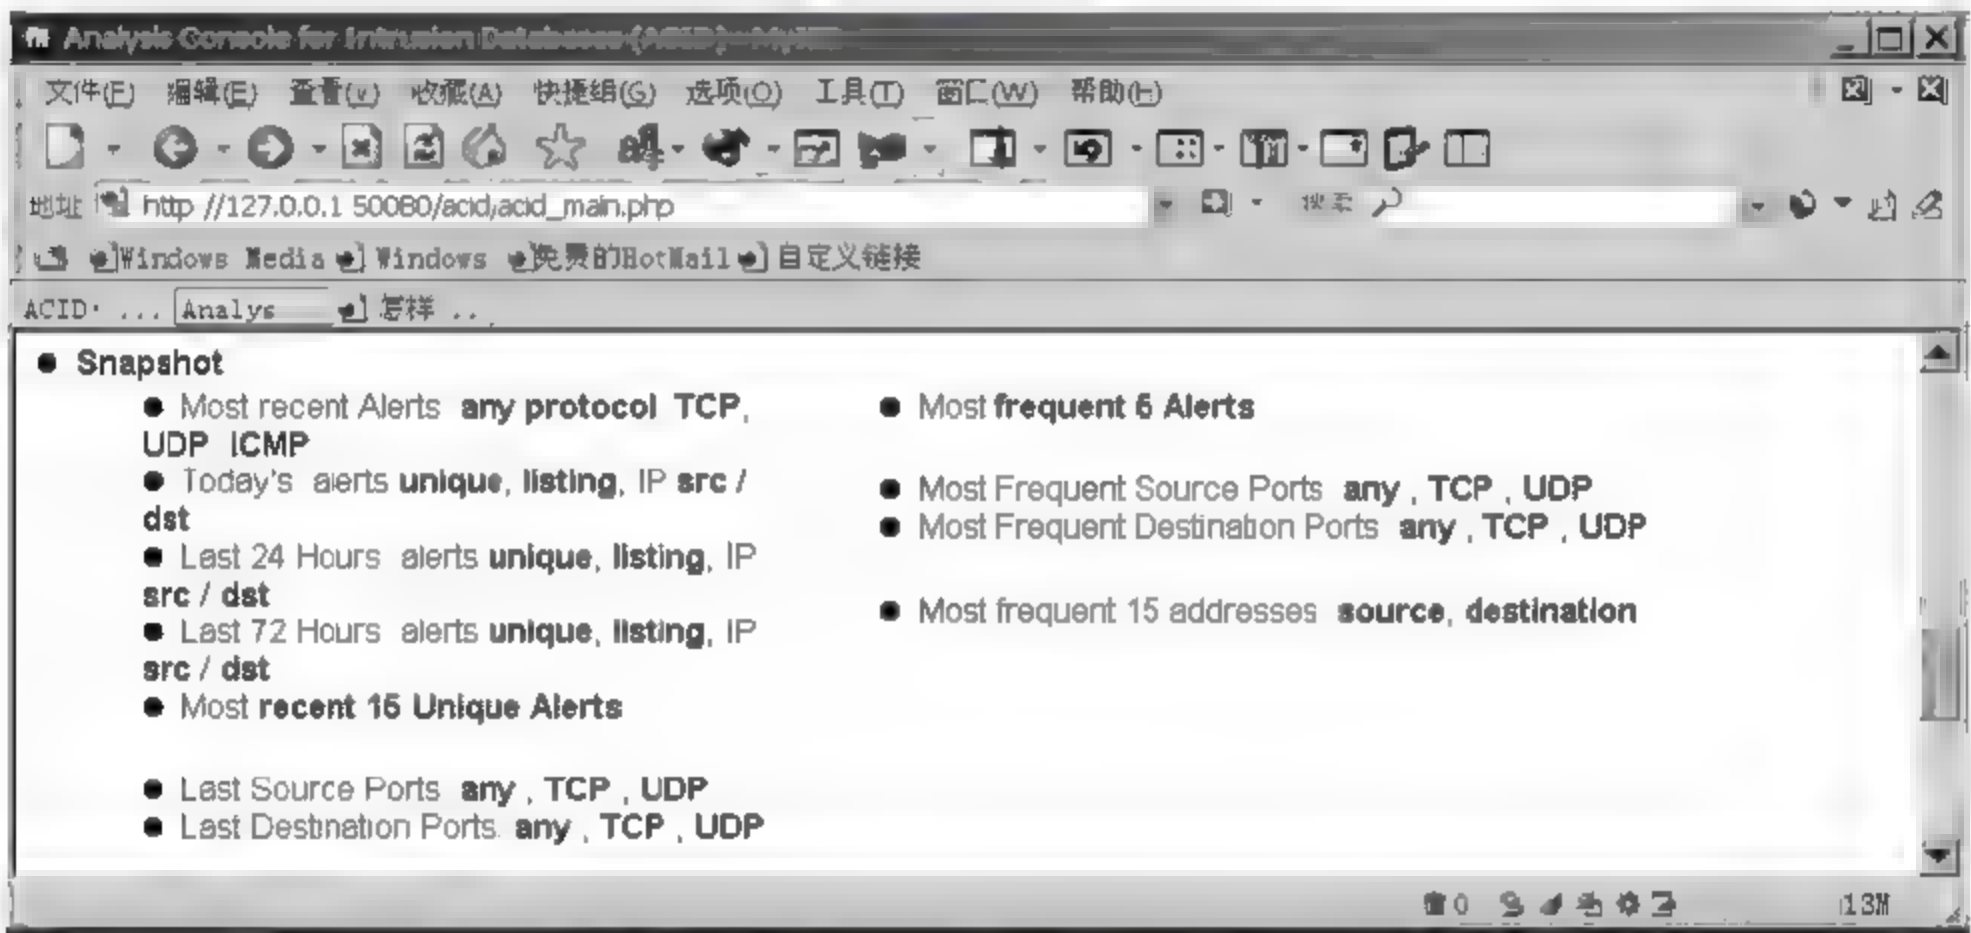 Analysis Console for Intrusion Databases (ACID)
文件(F) 编辑(E) 查看(V) 收藏(A) 快捷组(G) 选项(O) 工具(T) 窗口(W) 帮助(H)
地址 http //127.0.0.1 50080/acid/acid_main.php 搜索
Windows Media Windows 免费的HotMail 自定义链接
ACID· ... Analys 怎样 ..
Snapshot
Most recent Alerts any protocol TCP,
UDP ICMP
Today's alerts unique, listing, IP src /
dst
Last 24 Hours alerts unique, listing, IP
src / dst
Last 72 Hours alerts unique, listing, IP
src / dst
Most recent 15 Unique Alerts
Last Source Ports any , TCP , UDP
Last Destination Ports any , TCP , UDP
Most frequent 5 Alerts
Most Frequent Source Ports any , TCP , UDP
Most Frequent Destination Ports any , TCP , UDP
Most frequent 15 addresses source, destination
0 13M